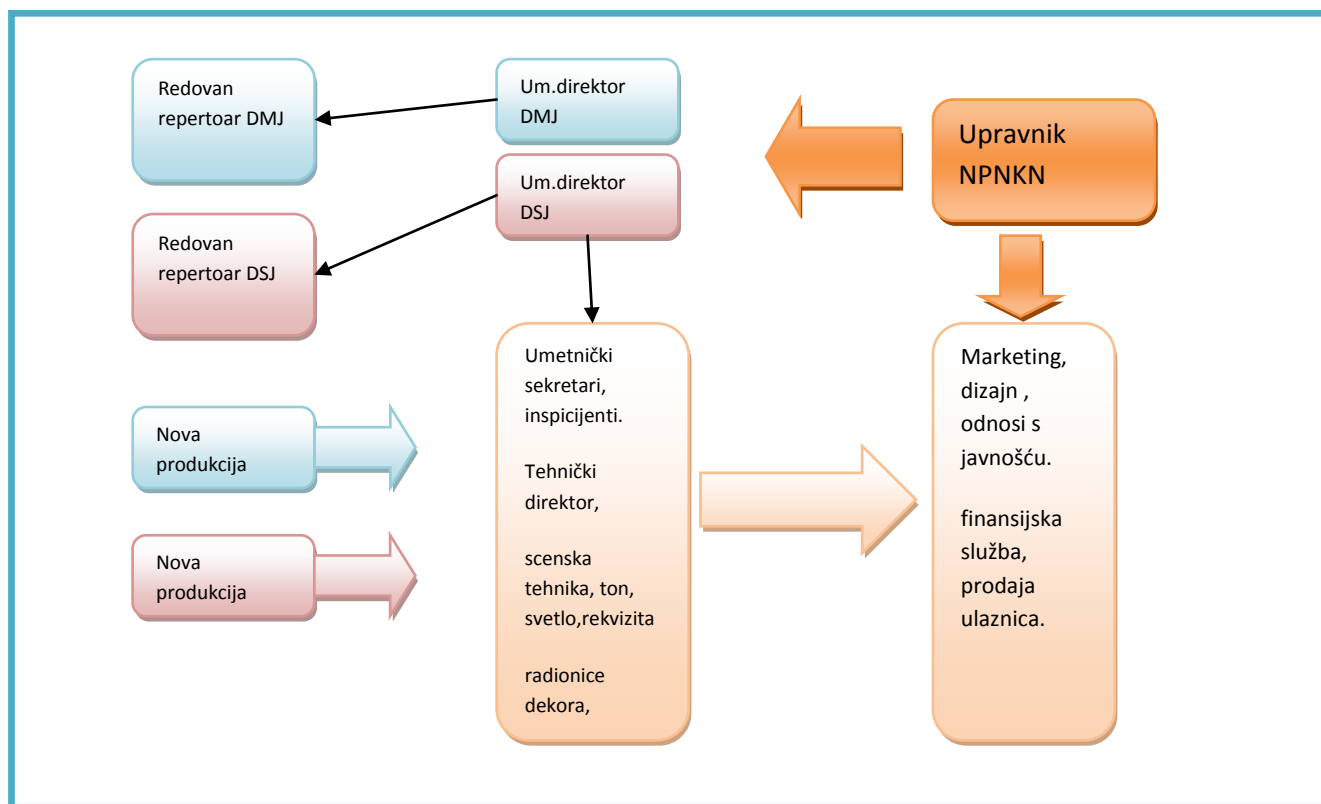 Redovan
repertoar DMJ
Um.direktor
DMJ
Upravnik
NPNKN
Um.direktor
DSJ
Redovan
repertoar DSJ
Nova
produkcija
Nova
produkcija
Umetnički
sekretari,
inspicijenti.
Tehnički
direktor,
scenska
tehnika, ton,
svetlo,rekvizita
radionice
dekora,
Marketing,
dizajn ,
odnosi s
javnošću.
finansijska
služba,
prodaja
ulaznica.